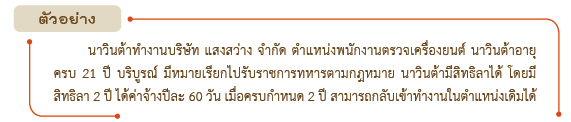 ตัวอย่าง
นาวินต้าทำงานบริษัท แสงสว่าง จำกัด ตำแหน่งพนักงานตรวจเครื่องยนต์ นาวินต้าอายุ
ครบ 21 ปี บริบูรณ์ มีหมายเรียกไปรับราชการทหารตามกฎหมาย นาวินต้ามีสิทธิลาได้ โดยมี
สิทธิลา 2 ปี ได้ค่าจ้างปีละ 60 วัน เมื่อครบกำหนด 2 ปี สามารถกลับเข้าทำงานในตำแหน่งเดิมได้